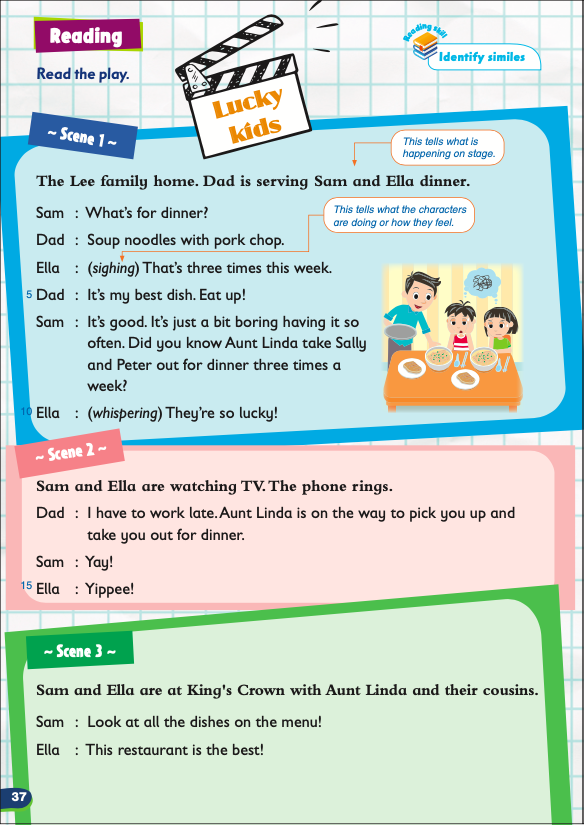 Reading
Reading skill
Identify similes
Read the play.
Lucky
kids
~ Scene 1 ~
This tells what is
happening on stage.
The Lee family home. Dad is serving Sam and Ella dinner.
Sam : What's for dinner?
This tells what the characters
are doing or how they feel.
Dad : Soup noodles with pork chop.
Ella : (sighing) That's three times this week.
5 Dad : It's my best dish. Eat up!
Sam : It's good. It's just a bit boring having it so
often. Did you know Aunt Linda take Sally
and Peter out for dinner three times a
week?
10 Ella : (whispering) They're so lucky!
~ Scene 2 ~
Sam and Ella are watching TV. The phone rings.
Dad : I have to work late. Aunt Linda is on the way to pick you up and
take you out for dinner.
Sam : Yay!
15 Ella : Yippee!
~ Scene 3 ~
Sam and Ella are at King's Crown with Aunt Linda and their cousins.
Sam : Look at all the dishes on the menu!
Ella : This restaurant is the best!
37